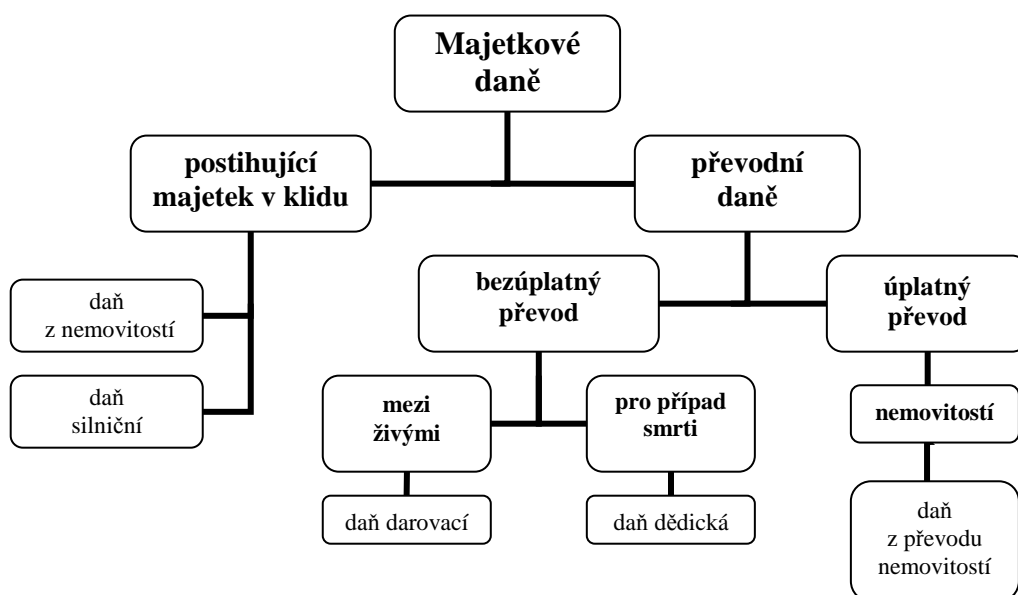 Majetkové
daně
postihující
majetek v klidu
převodní
daně
daň
z nemovitostí
daň
silniční
bezúplatný
převod
úplatný
převod
mezi
živými
pro případ
smrti
nemovitostí
daň darovací
daň dědická
daň
z převodu
nemovitostí